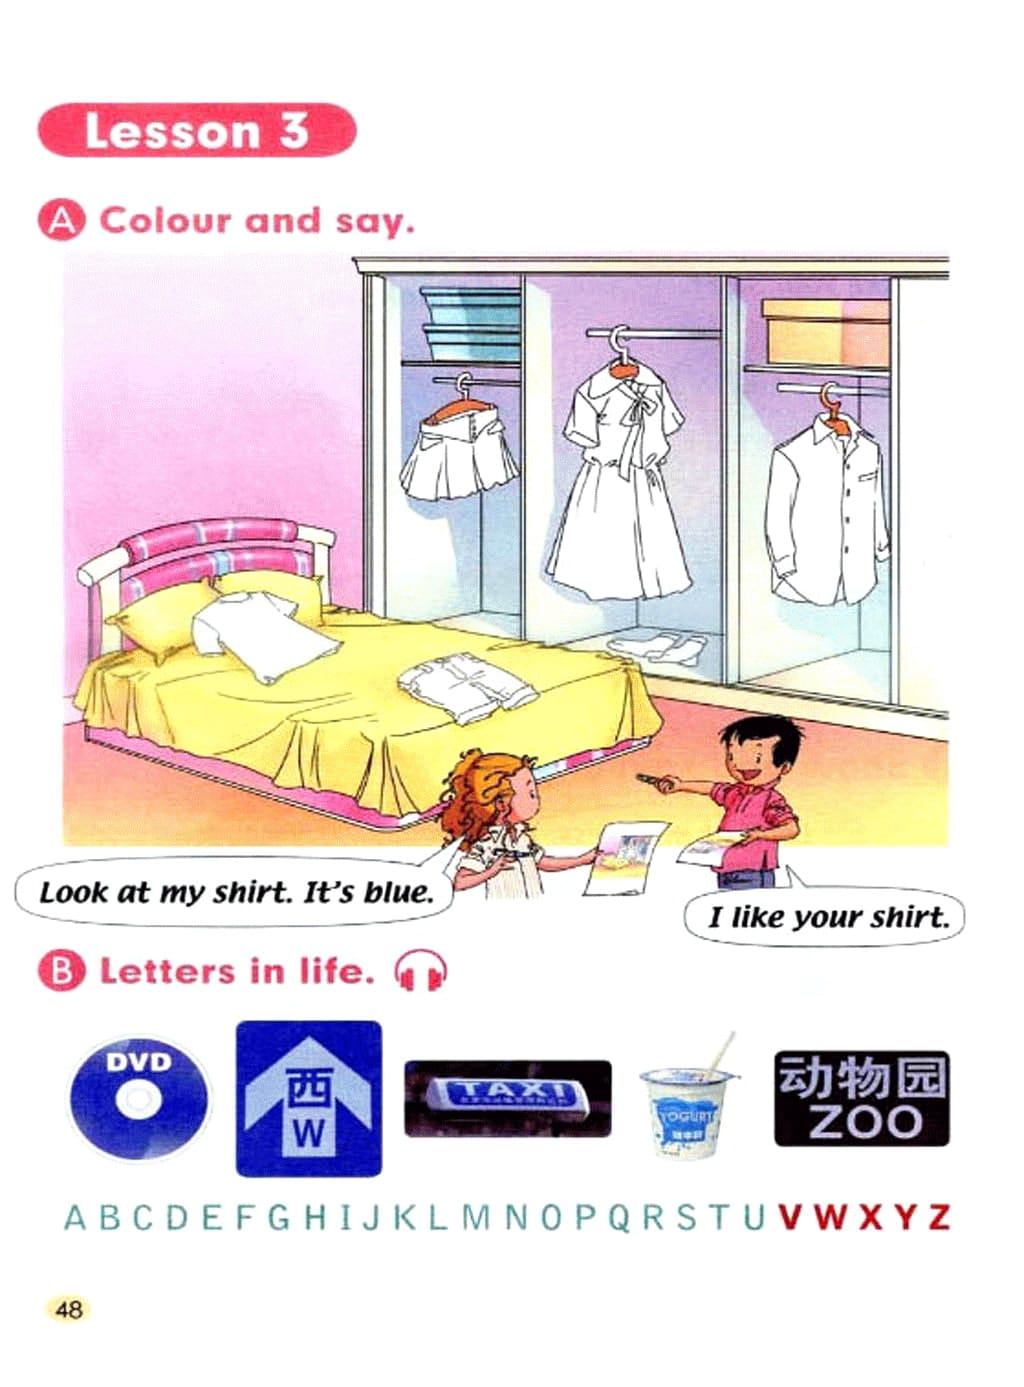 Lesson 3
A Colour and say.
Look at my shirt. It's blue.
I like your shirt.
B Letters in life.
DVD
西
W
TAXI
YOGURT
动物园
ZOO
A B C D E F G H I J K L M N O P Q R S T U V W X Y Z
48